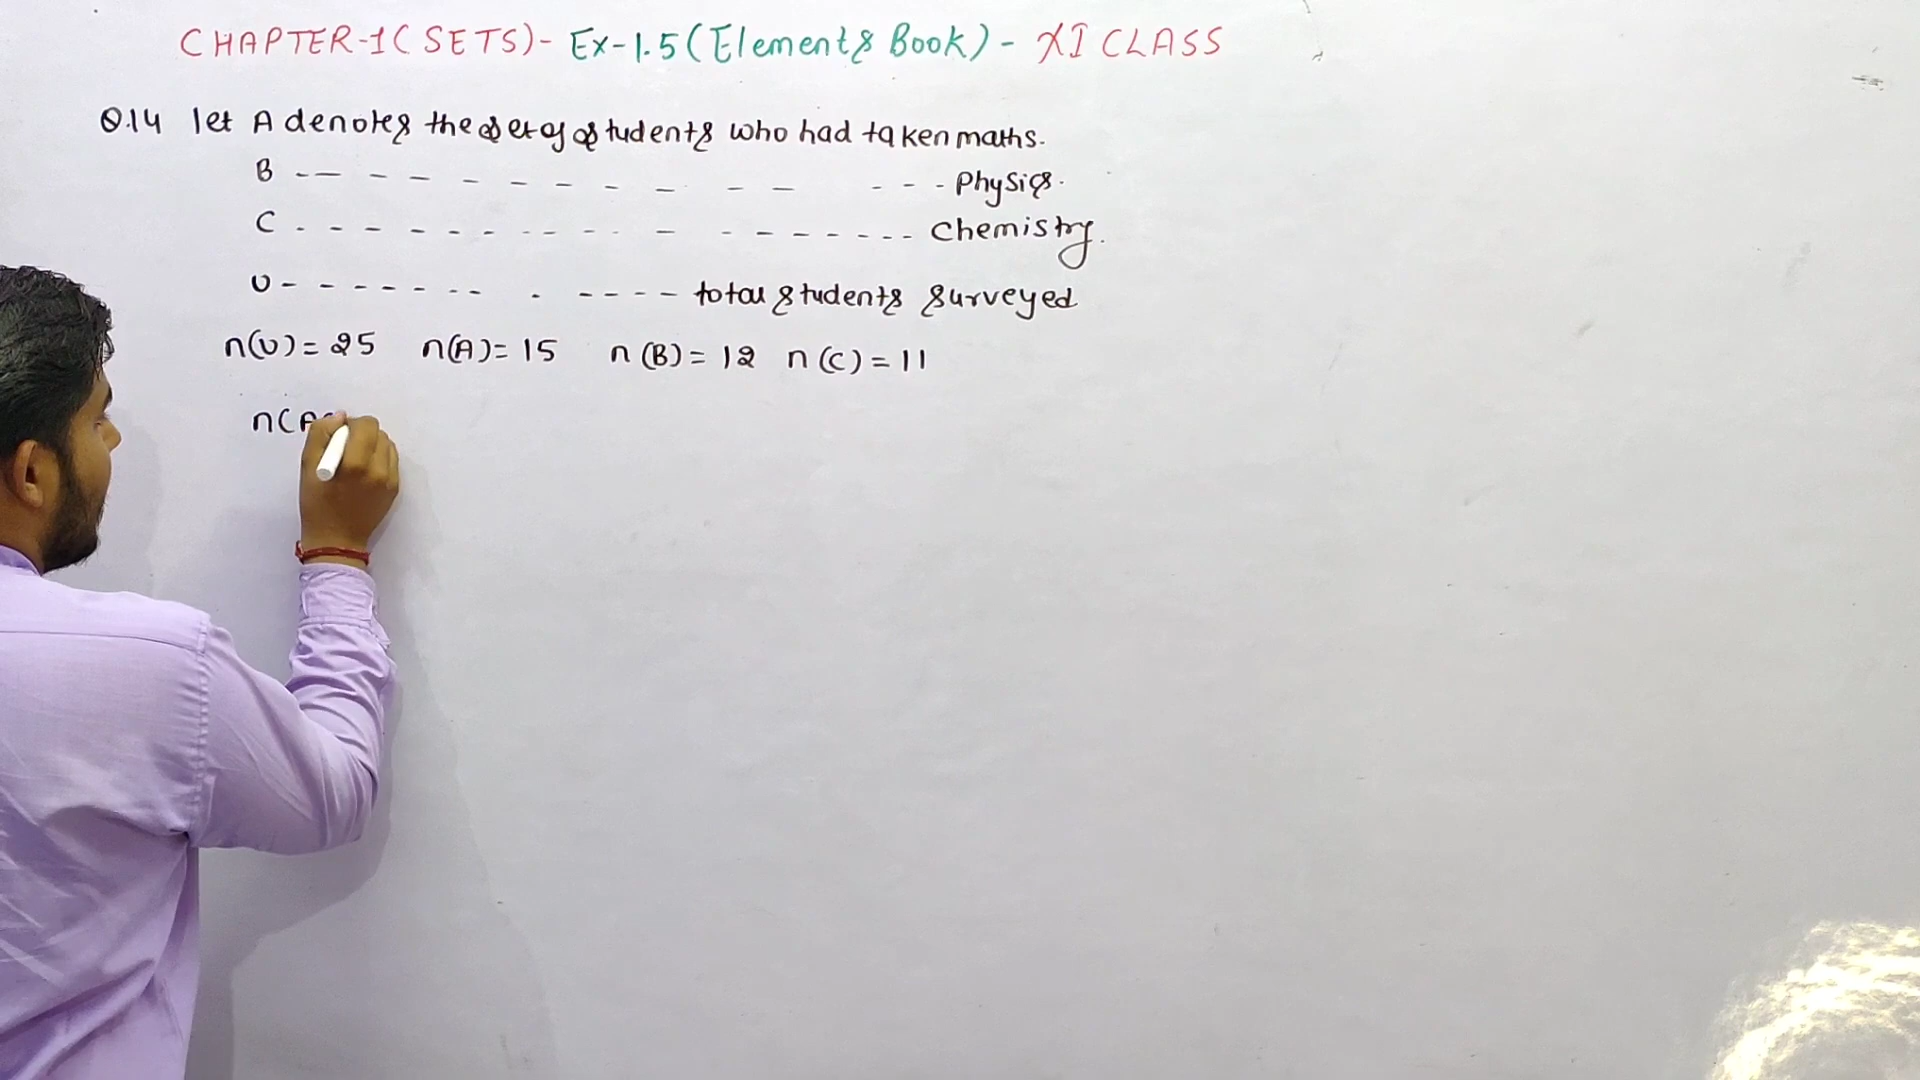 CHAPTER-1(SETS)- Ex-1.5(Elements Book)- XI CLASS
Q.14 let A denotes the set of students who had taken maths.
B -- - - - - - - - - - - - - - Physics.
C - - - - - - - - - - - - - - - - - - - Chemistry.
U - - - - - - - - - - - - - total students surveyed
n(U)= 25 n(A)= 15 n(B)= 12 n(C)= 11
n(A